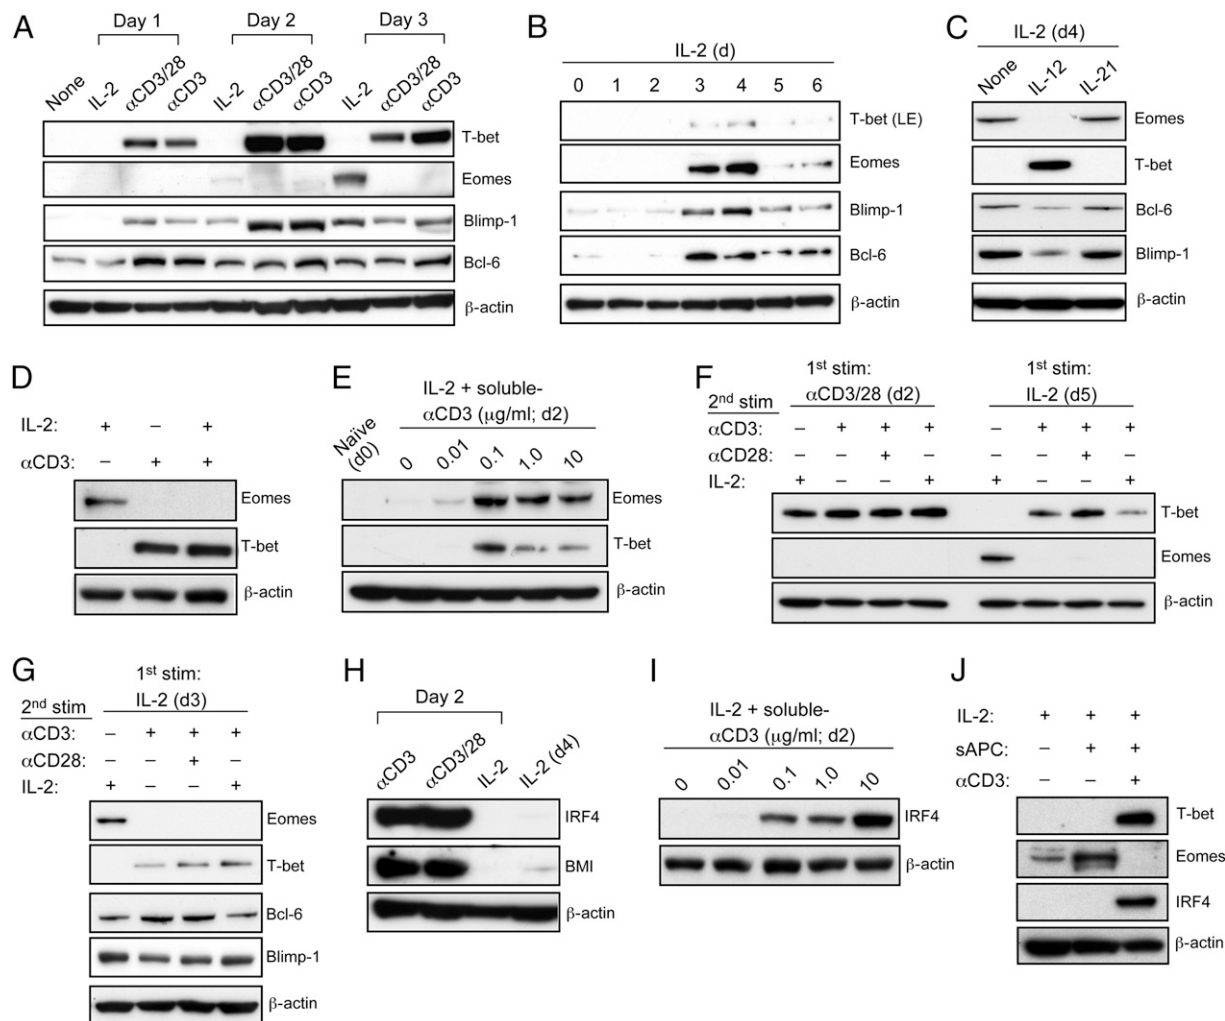 A
Day 1 Day 2 Day 3
None IL-2 αCD3/28 αCD3 IL-2 αCD3/28 αCD3 IL-2 αCD3/28 αCD3
T-bet
Eomes
Blimp-1
Bcl-6
β-actin
B
IL-2 (d)
0 1 2 3 4 5 6
T-bet (LE)
Eomes
Blimp-1
Bcl-6
β-actin
C
IL-2 (d4)
None IL-12 IL-21
Eomes
T-bet
Bcl-6
Blimp-1
β-actin
D
IL-2: + – +
αCD3: – + +
Eomes
T-bet
β-actin
E
IL-2 + soluble-
αCD3 (μg/ml; d2)
Naïve (d0) 0 0.01 0.1 1.0 10
Eomes
T-bet
β-actin
F
1st stim: 1st stim:
2nd stim αCD3/28 (d2) IL-2 (d5)
αCD3: – + + + – + + +
αCD28: – – + – – – + –
IL-2: + – – + + – – +
T-bet
Eomes
β-actin
G
1st stim:
2nd stim IL-2 (d3)
αCD3: – + + +
αCD28: – – + –
IL-2: + – – +
Eomes
T-bet
Bcl-6
Blimp-1
β-actin
H
Day 2
αCD3 αCD3/28 IL-2 IL-2 (d4)
IRF4
BMI
β-actin
I
IL-2 + soluble-
αCD3 (μg/ml; d2)
0 0.01 0.1 1.0 10
IRF4
β-actin
J
IL-2: + + +
sAPC: – + +
αCD3: – – +
T-bet
Eomes
IRF4
β-actin